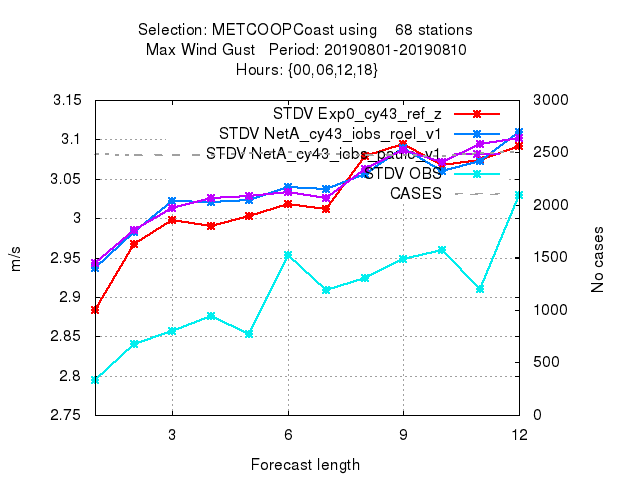 Selection: METCOOPCoast using 68 stations
Max Wind Gust Period: 20190801-20190810
Hours: {00,06,12,18}
STDV Exp0_cy43_ref_z
STDV NetA_cy43_iobs_roel_v1
STDV NetA_cy43_iobs_padlo_v1
STDV OBS
CASES
3.15
3.1
3.05
3
2.95
2.9
2.85
2.8
2.75
3000
2500
2000
1500
1000
500
0
m/s
No cases
3 6 9 12
Forecast length